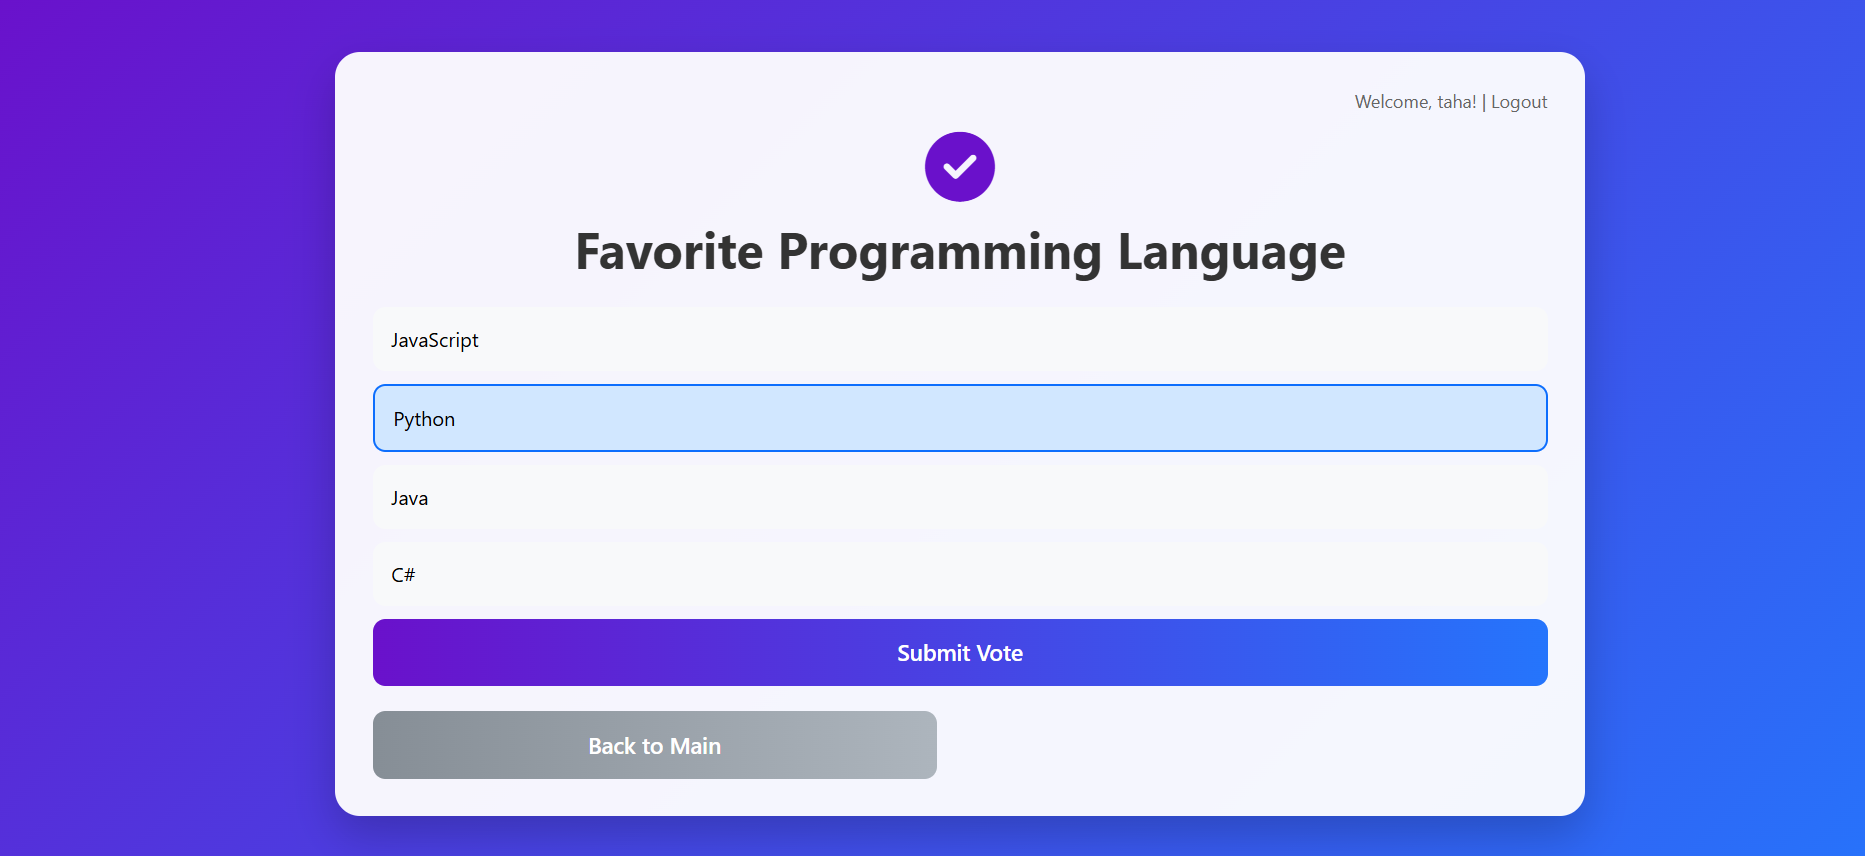 Welcome, taha! | Logout
Favorite Programming Language
JavaScript
Python
Java
C#
Submit Vote
Back to Main